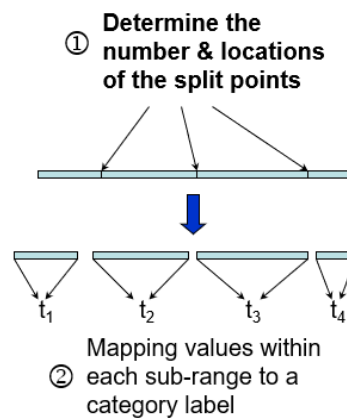 ① Determine the
number & locations
of the split points
t1 t2 t3 t4
Mapping values within
② each sub-range to a
category label